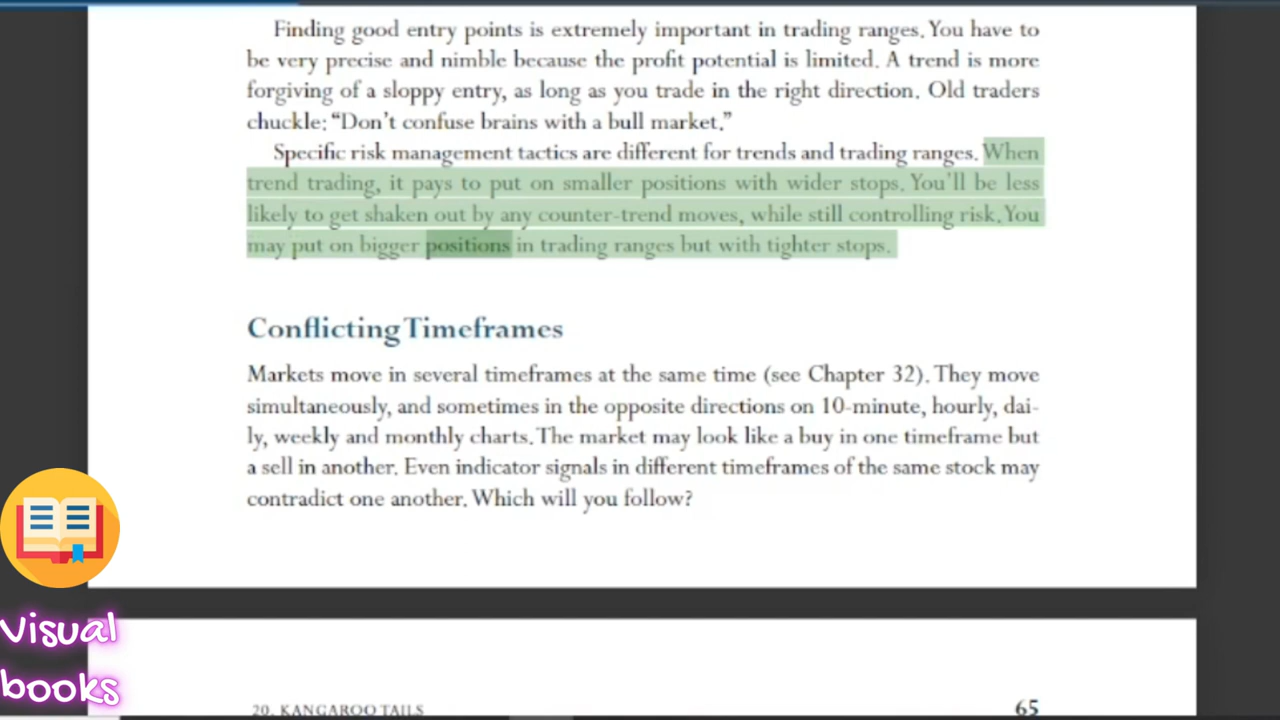 Finding good entry points is extremely important in trading ranges. You have to
be very precise and nimble because the profit potential is limited. A trend is more
forgiving of a sloppy entry, as long as you trade in the right direction. Old traders
chuckle: “Don’t confuse brains with a bull market.”
Specific risk management tactics are different for trends and trading ranges. When
trend trading, it pays to put on smaller positions with wider stops. You’ll be less
likely to get shaken out by any counter-trend moves, while still controlling risk. You
may put on bigger positions in trading ranges but with tighter stops.
Conflicting Timeframes
Markets move in several timeframes at the same time (see Chapter 32). They move
simultaneously, and sometimes in the opposite directions on 10-minute, hourly, dai-
ly, weekly and monthly charts. The market may look like a buy in one timeframe but
a sell in another. Even indicator signals in different timeframes of the same stock may
contradict one another. Which will you follow?
Visual
books
20. KANGAROO TAILS 65